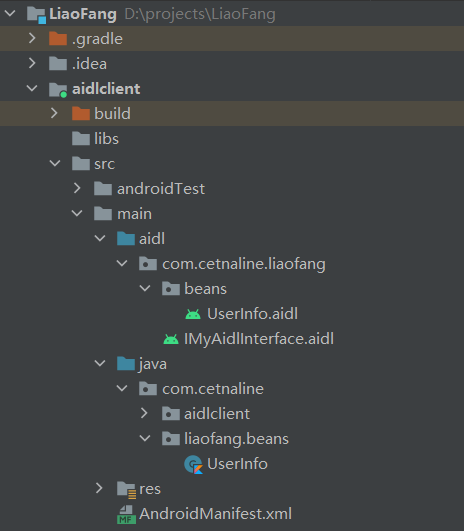 LiaoFang D:\projects\LiaoFang
.gradle
.idea
aidlclient
build
libs
src
androidTest
main
aidl
com.cetnaline.liaofang
beans
UserInfo.aidl
IMyAidlInterface.aidl
java
com.cetnaline
aidlclient
liaofang.beans
UserInfo
res
MF AndroidManifest.xml